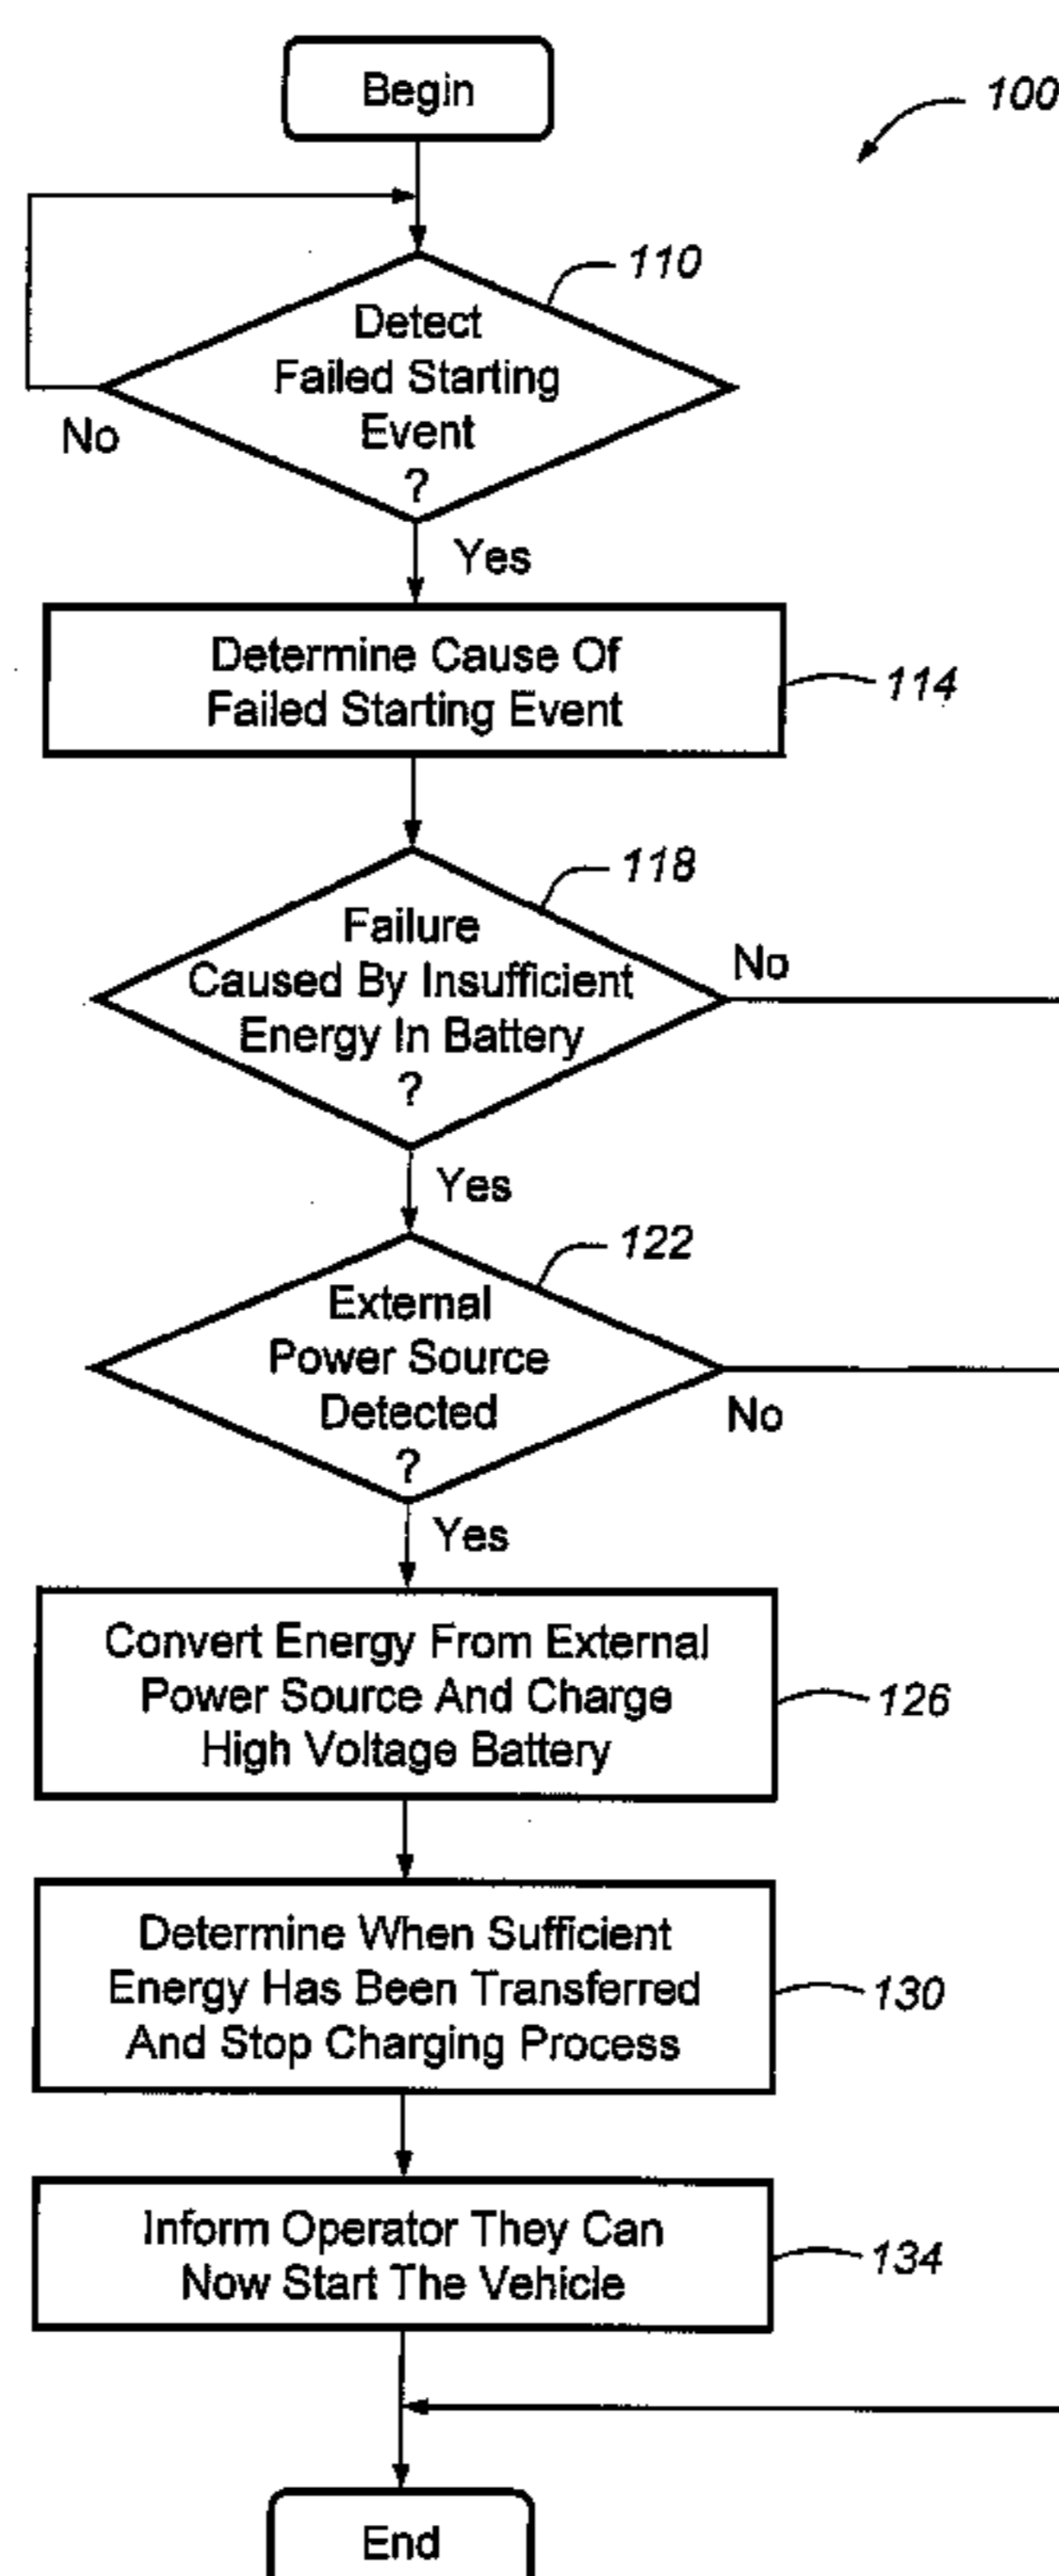 Begin
100
110
Detect
Failed Starting
Event
?
No
Yes
Determine Cause Of
Failed Starting Event
114
118
Failure
Caused By Insufficient
Energy In Battery
?
No
Yes
122
External
Power Source
Detected
?
No
Yes
Convert Energy From External
Power Source And Charge
High Voltage Battery
126
Determine When Sufficient
Energy Has Been Transferred
And Stop Charging Process
130
Inform Operator They Can
Now Start The Vehicle
134
End